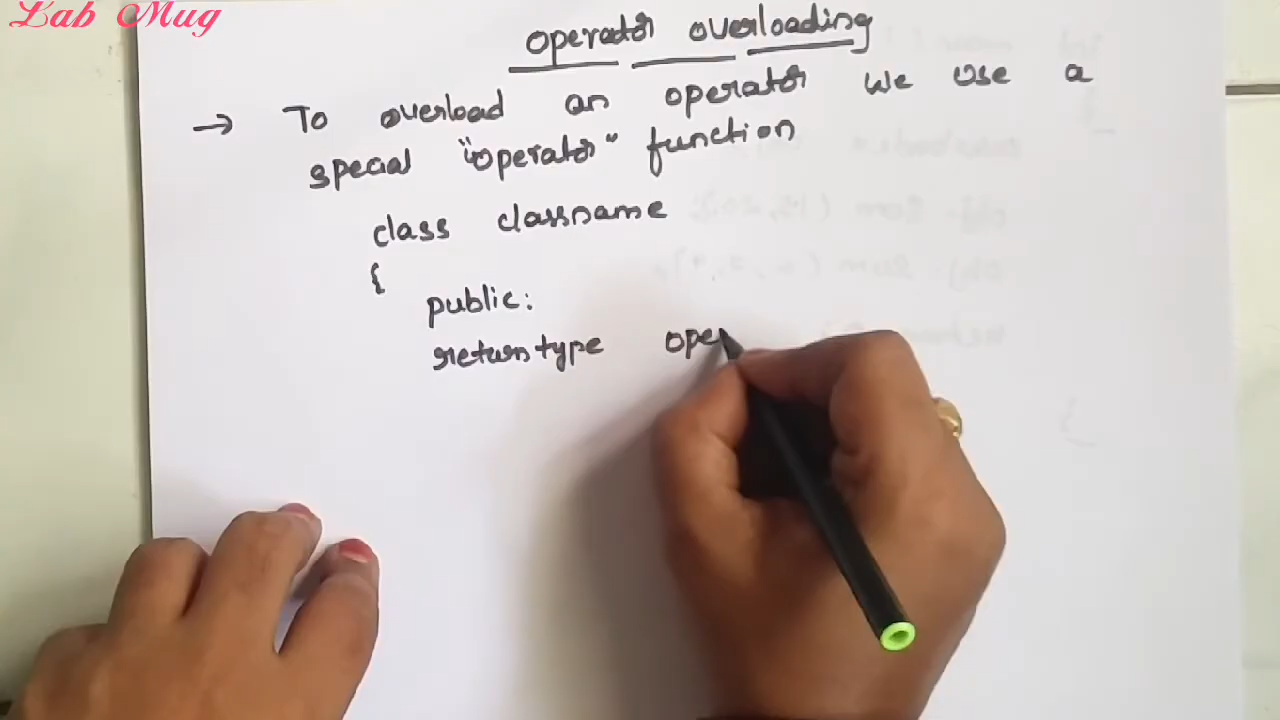 Lab Mug
operator overloading
→ To overload an operator we use a
special "operator" function
class classname
{
public:
returntype ope